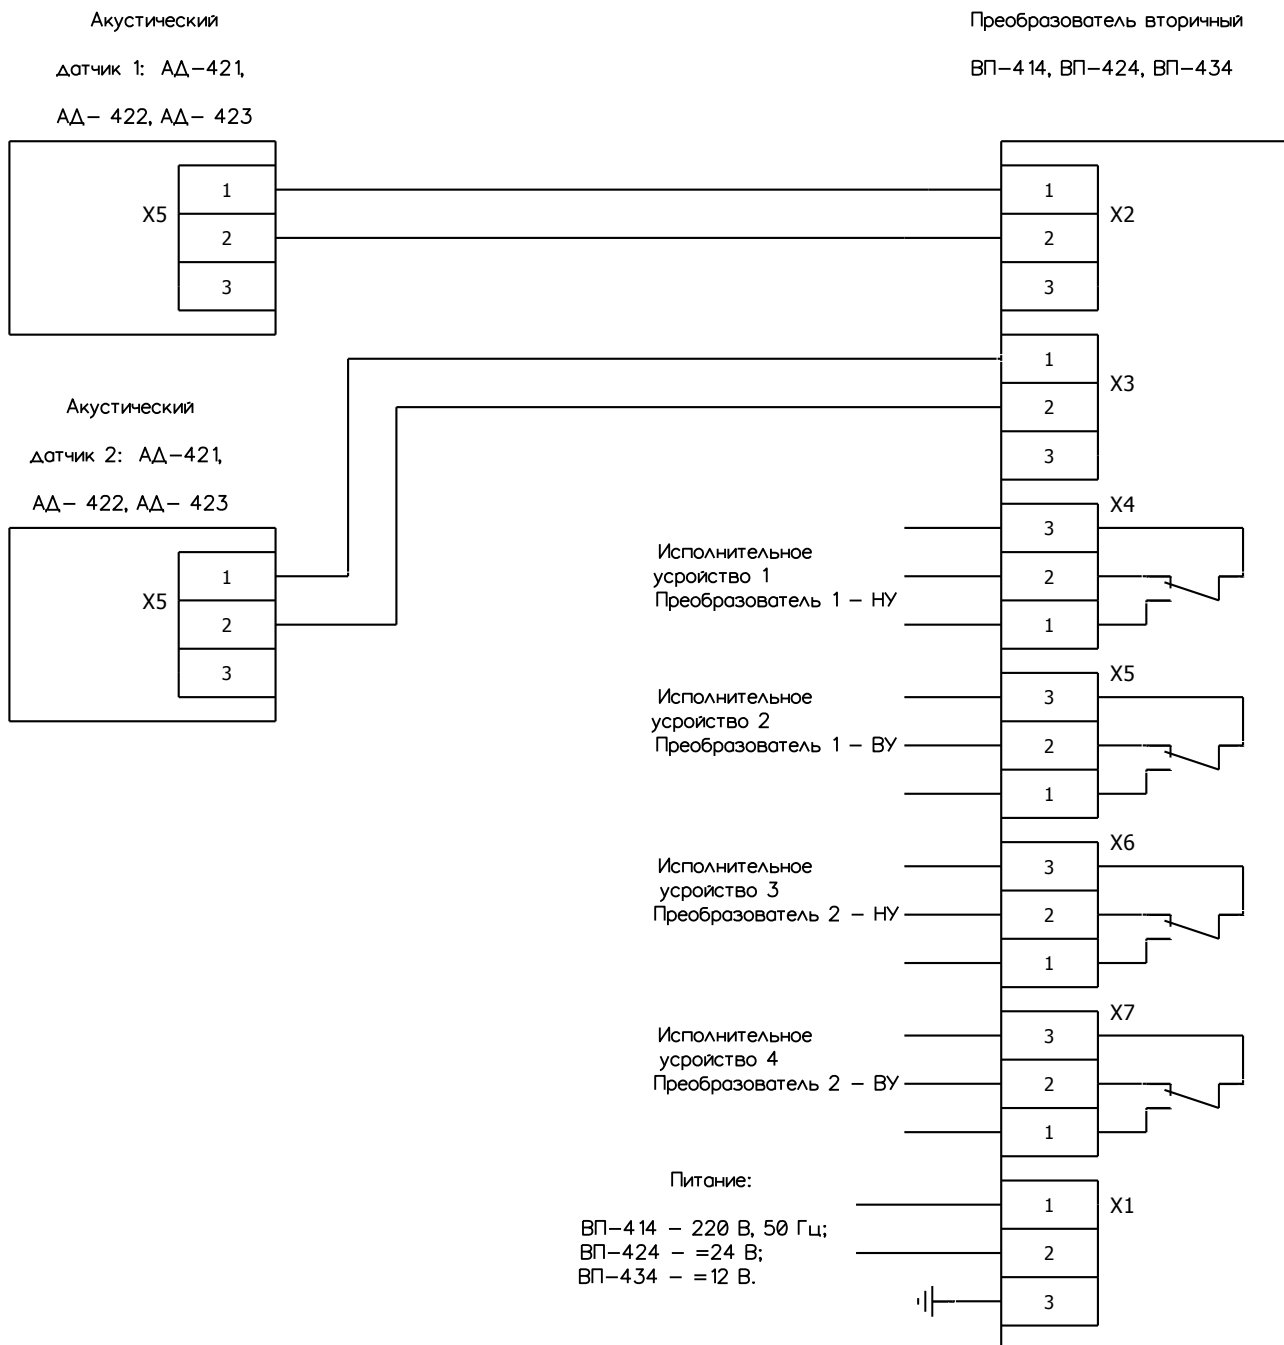 Акустический
датчик 1: АД-421,
АД- 422, АД- 423
Преобразователь вторичный
ВП-414, ВП-424, ВП-434
X5
1
2
3
1
2
3
X2
1
2
3
X3
Акустический
датчик 2: АД-421,
АД- 422, АД- 423
X5
1
2
3
Исполнительное
усройство 1
Преобразователь 1 - НУ
3
2
1
X4
Исполнительное
усройство 2
Преобразователь 1 - ВУ
3
2
1
X5
Исполнительное
усройство 3
Преобразователь 2 - НУ
3
2
1
X6
Исполнительное
усройство 4
Преобразователь 2 - ВУ
3
2
1
X7
Питание:
ВП-414 - 220 В, 50 Гц;
ВП-424 - =24 В;
ВП-434 - =12 В.
1
2
3
X1